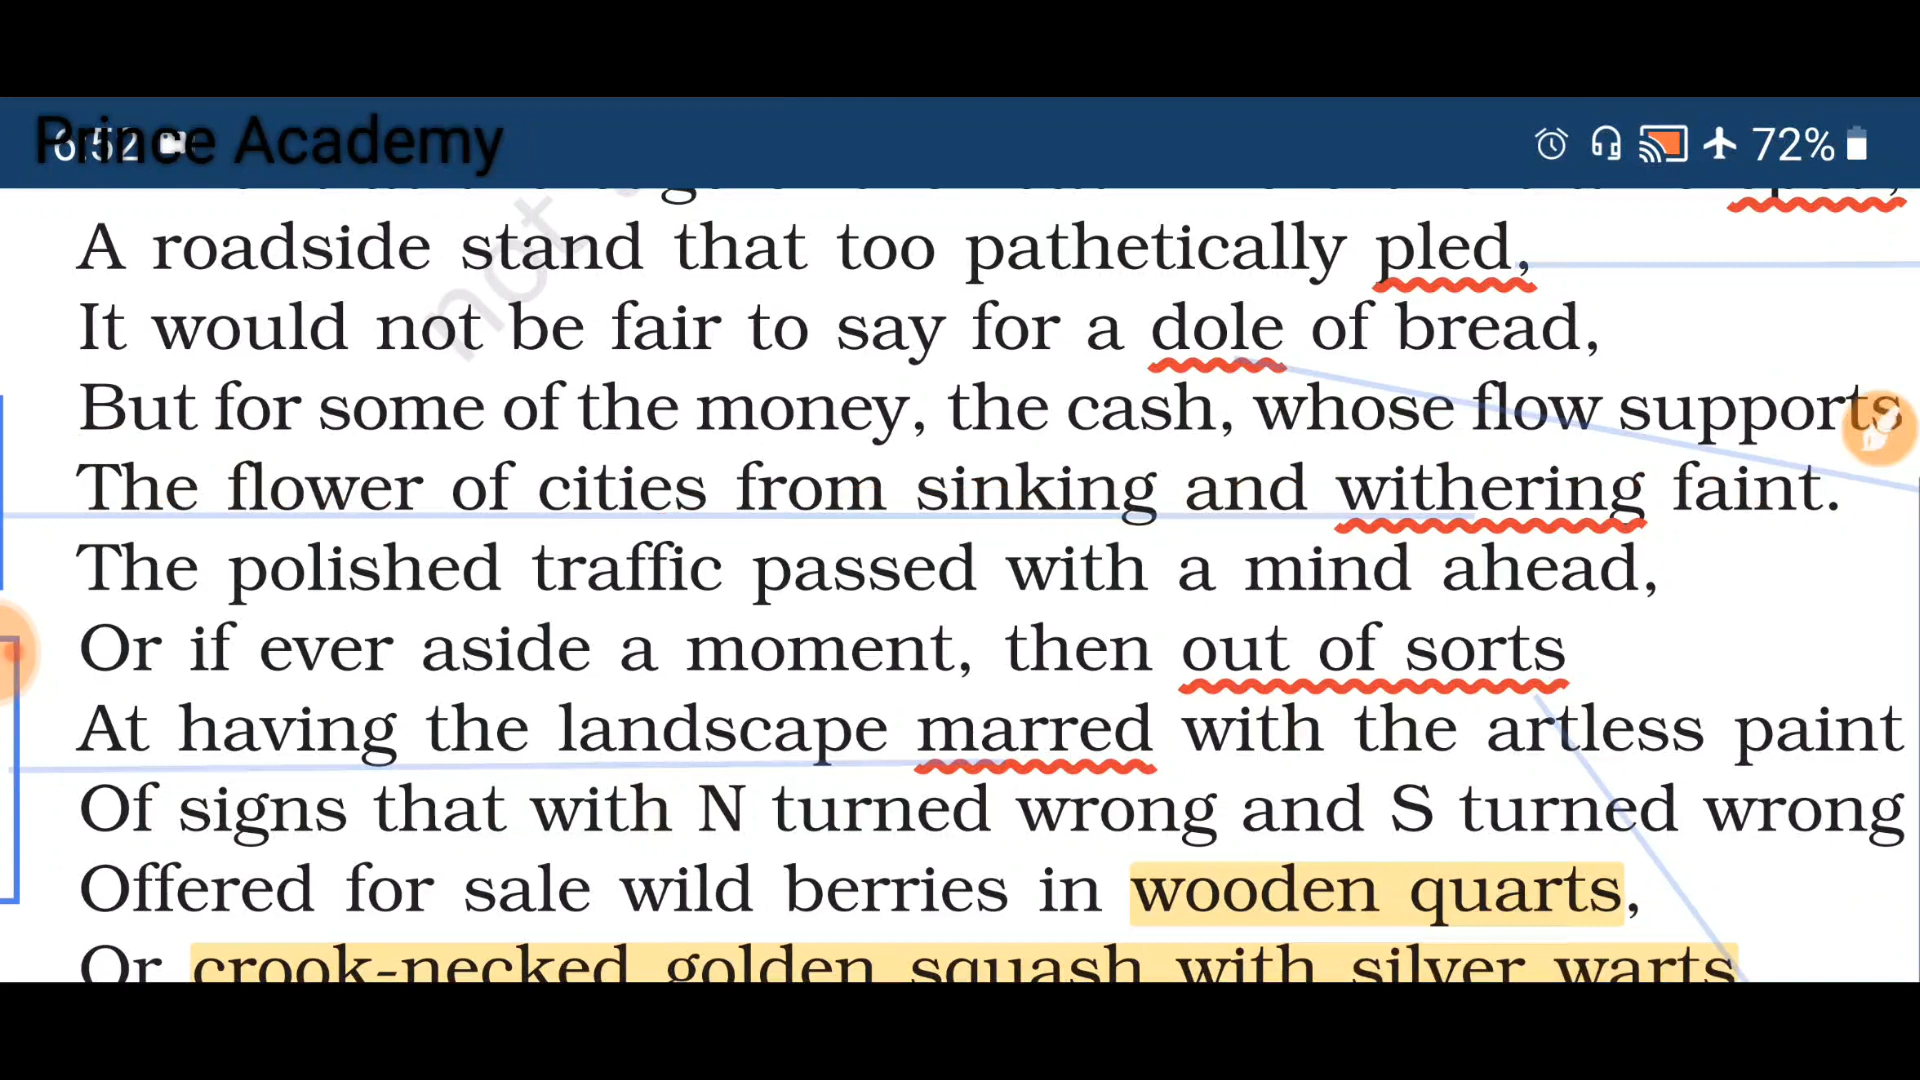 Prince Academy
6:52
72%
A roadside stand that too pathetically pled,
It would not be fair to say for a dole of bread,
But for some of the money, the cash, whose flow supports
The flower of cities from sinking and withering faint.
The polished traffic passed with a mind ahead,
Or if ever aside a moment, then out of sorts
At having the landscape marred with the artless paint
Of signs that with N turned wrong and S turned wrong
Offered for sale wild berries in wooden quarts,
Or crook-necked golden squash with silver warts
not